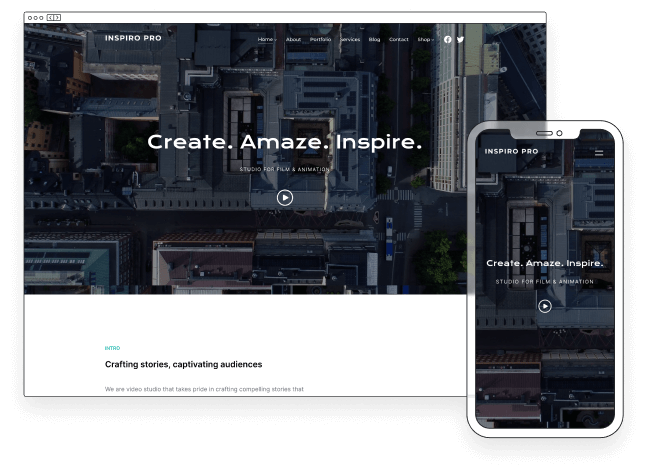 INSPIRO PRO
Home About Portfolio Services Blog Contact Shop
Create. Amaze. Inspire.
STUDIO FOR FILM & ANIMATION
INTRO
Crafting stories, captivating audiences
We are video studio that takes pride in crafting compelling stories that
INSPIRO PRO
Create. Amaze. Inspire.
STUDIO FOR FILM & ANIMATION